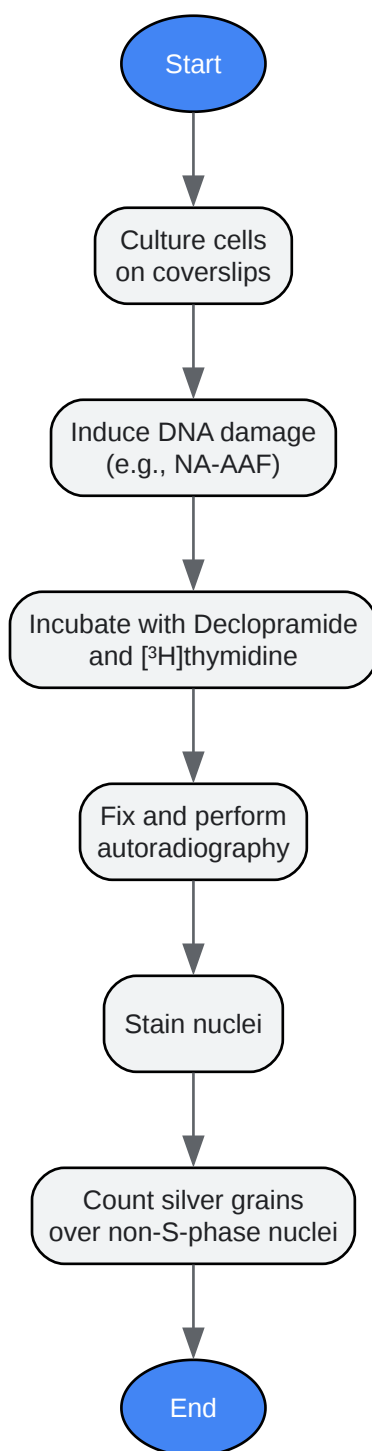 Start
Culture cells
on coverslips
Induce DNA damage
(e.g., NA-AAF)
Incubate with Declopramide
and [³H]thymidine
Fix and perform
autoradiography
Stain nuclei
Count silver grains
over non-S-phase nuclei
End